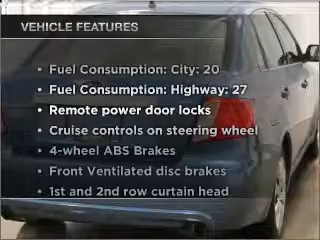 VEHICLE FEATURES
• Fuel Consumption: City: 20
• Fuel Consumption: Highway: 27
• Remote power door locks
• Cruise controls on steering wheel
• 4-wheel ABS Brakes
• Front Ventilated disc brakes
• 1st and 2nd row curtain head